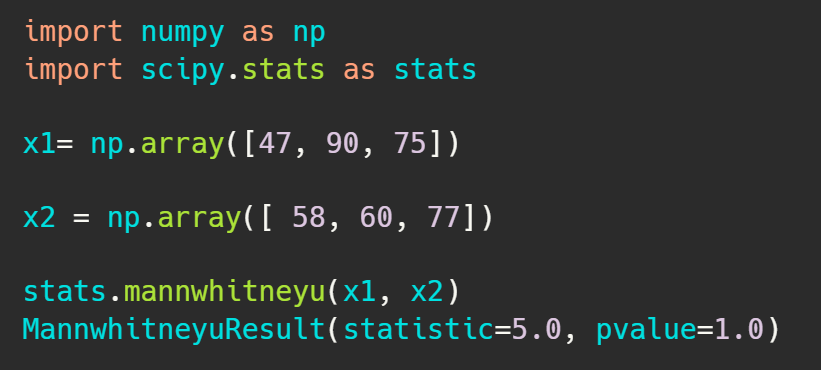 import numpy as np
import scipy.stats as stats
x1= np.array([47, 90, 75])
x2 = np.array([ 58, 60, 77])
stats.mannwhitneyu(x1, x2)
MannwhitneyuResult(statistic=5.0, pvalue=1.0)